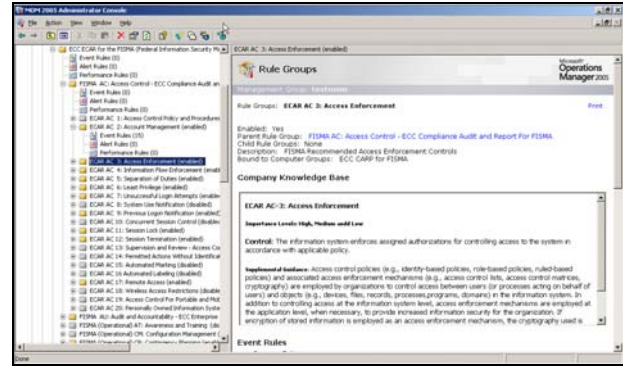 MOM 2005 Administrator Console
File Action View Window Help
ECC ECAR for the FISMA (Federal Information Security Ma
Event Rules (0)
Alert Rules (0)
Performance Rules (0)
FISMA AC: Access Control - ECC Compliance Audit an
Event Rules (0)
Alert Rules (0)
Performance Rules (0)
ECAR AC 1: Access Control Policy and Procedures
ECAR AC 2: Account Management (enabled)
Event Rules (15)
Alert Rules (0)
Performance Rules (0)
ECAR AC 3: Access Enforcement (enabled)
ECAR AC 4: Information Flow Enforcement (enabl
ECAR AC 5: Separation of Duties (enabled)
ECAR AC 6: Least Privilege (enabled)
ECAR AC 7: Unsuccessful Login Attempts (enable
ECAR AC 8: System Use Notification (disabled)
ECAR AC 9: Previous Logon Notification (enabled)
ECAR AC 10: Concurrent Session Control (disable
ECAR AC 11: Session Lock (enabled)
ECAR AC 12: Session Termination (enabled)
ECAR AC 13: Supervision and Review - Access Co
ECAR AC 14: Permitted Actions Without Identificat
ECAR AC 15: Automated Marking (disabled)
ECAR AC 16 Automated Labeling (disabled)
ECAR AC 17: Remote Access (enabled)
ECAR AC 18: Wireless Access Restrictions (disable
ECAR AC 19: Access Control For Portable and Mob
ECAR AC 20: Personally Owned Information Syste
FISMA AU: Audit and Accountability - ECC Enterprise
FISMA (Operational) AT: Awareness and Training (dis
FISMA (Operational) CM: Configuration Management (
FISMA (Operational) CP: Contingency Planning (enabl
ECAR AC 3: Access Enforcement (enabled)
Rule Groups
Microsoft
Operations
Manager 2005
Management Group:
Rule Groups: ECAR AC 3: Access Enforcement
Print
Enabled: Yes
Parent Rule Group: FISMA AC: Access Control - ECC Compliance Audit and Report For FISMA
Child Rule Groups: None
Description: FISMA Recommended Access Enforcement Controls
Bound to Computer Groups: ECC CARP for FISMA
Company Knowledge Base
ECAR AC-3: Access Enforcement
Importance Levels: High, Medium and Low
Control: The information system enforces assigned authorizations for controlling access to the system in
accordance with applicable policy.
Supplemental Guidance: Access control policies (e.g., identity-based policies, role-based policies, ruled-based
policies) and associated access enforcement mechanisms (e.g., access control lists, access control matrices,
cryptography) are employed by organizations to control access between users (or processes acting on behalf of
users) and objects (e.g., devices, files, records, processes, programs, domains) in the information system. In
addition to controlling access at the information system level, access enforcement mechanisms are employed at
the application level, when necessary, to provide increased information security for the organization. If
encryption of stored information is employed as an access enforcement mechanism, the cryptography used is
Event Rules
Done